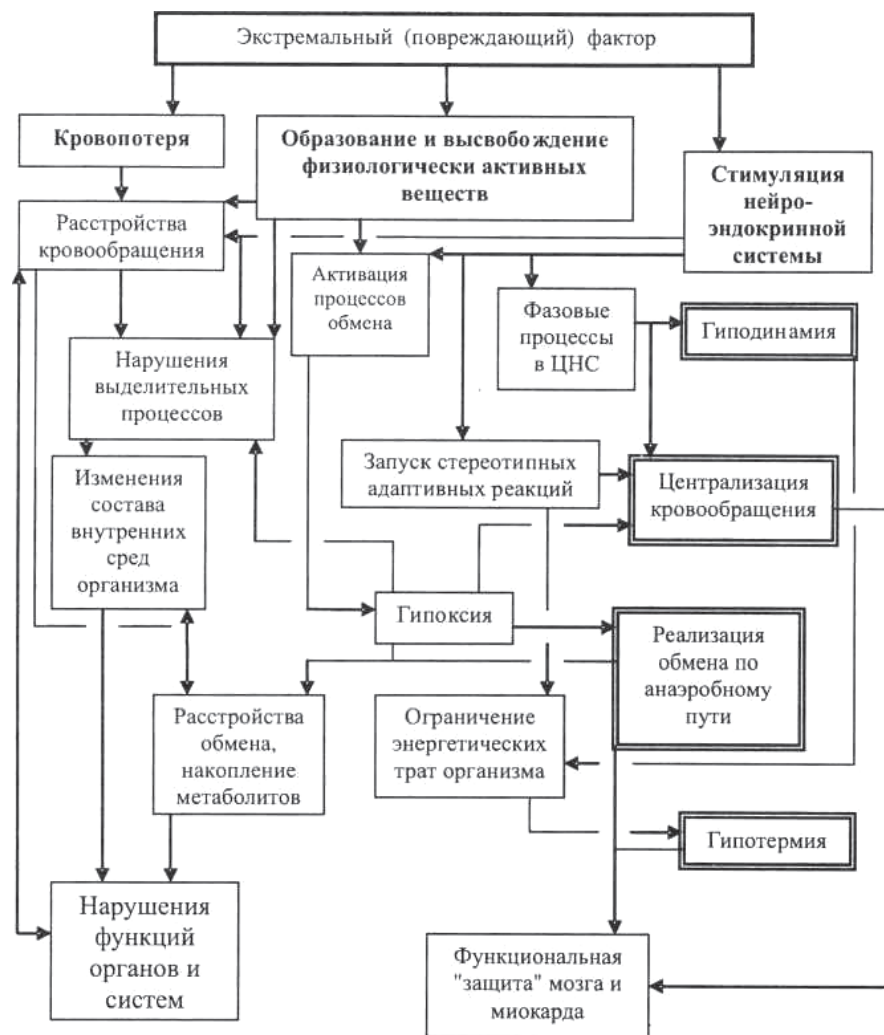 Экстремальный (повреждающий) фактор
Кровопотеря
Образование и высвобождение
физиологически активных
веществ
Стимуляция
нейро-
эндокринной
системы
Расстройства
кровообращения
Активация
процессов
обмена
Фазовые
процессы
в ЦНС
Гиподинамия
Нарушения
выделительных
процессов
Запуск стереотипных
адаптивных реакций
Централизация
кровообращения
Изменения
состава
внутренних
сред
организма
Гипоксия
Реализация
обмена по
анаэробному
пути
Расстройства
обмена,
накопление
метаболитов
Ограничение
энергетических
трат организма
Гипотермия
Нарушения
функций
органов и
систем
Функциональная
"защита" мозга и
миокарда